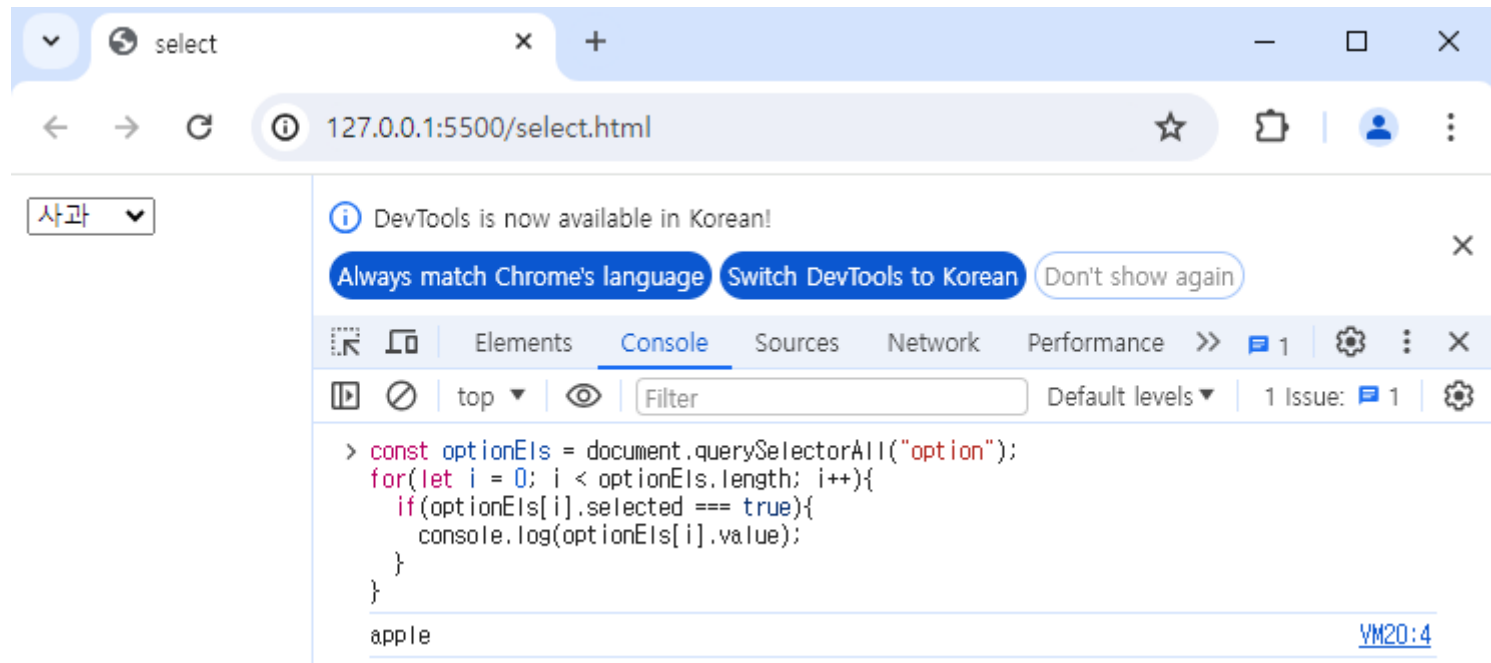 select
127.0.0.1:5500/select.html
사과
DevTools is now available in Korean!
Always match Chrome's language Switch DevTools to Korean Don't show again
Elements Console Sources Network Performance 1
top Filter Default levels 1 Issue: 1
const optionEls = document.querySelectorAll("option");
for(let i = 0; i < optionEls.length; i++){
if(optionEls[i].selected === true){
console.log(optionEls[i].value);
}
}
apple VM20:4